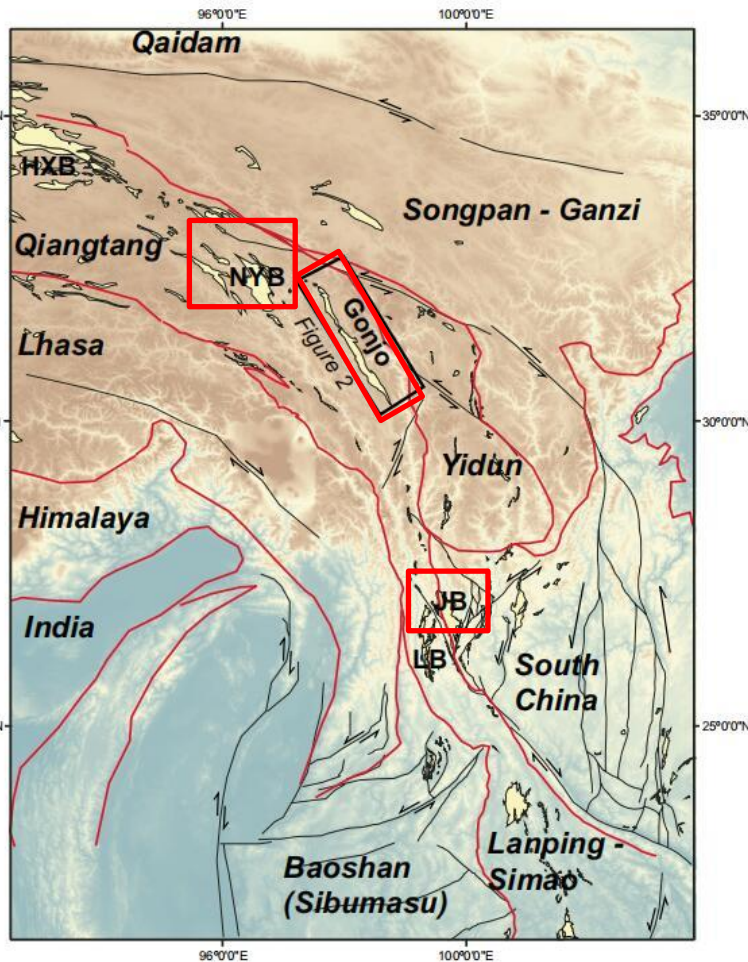 96°0'0"E
100°0'0"E
Qaidam
35°0'0"N
HXB
Songpan - Ganzi
Qiangtang
NYB
Gonjo
Figure 2
Lhasa
30°0'0"N
Yidun
Himalaya
JB
India
LB
South
China
25°0'0"N
Lanping -
Simao
Baoshan
(Sibumasu)
96°0'0"E
100°0'0"E